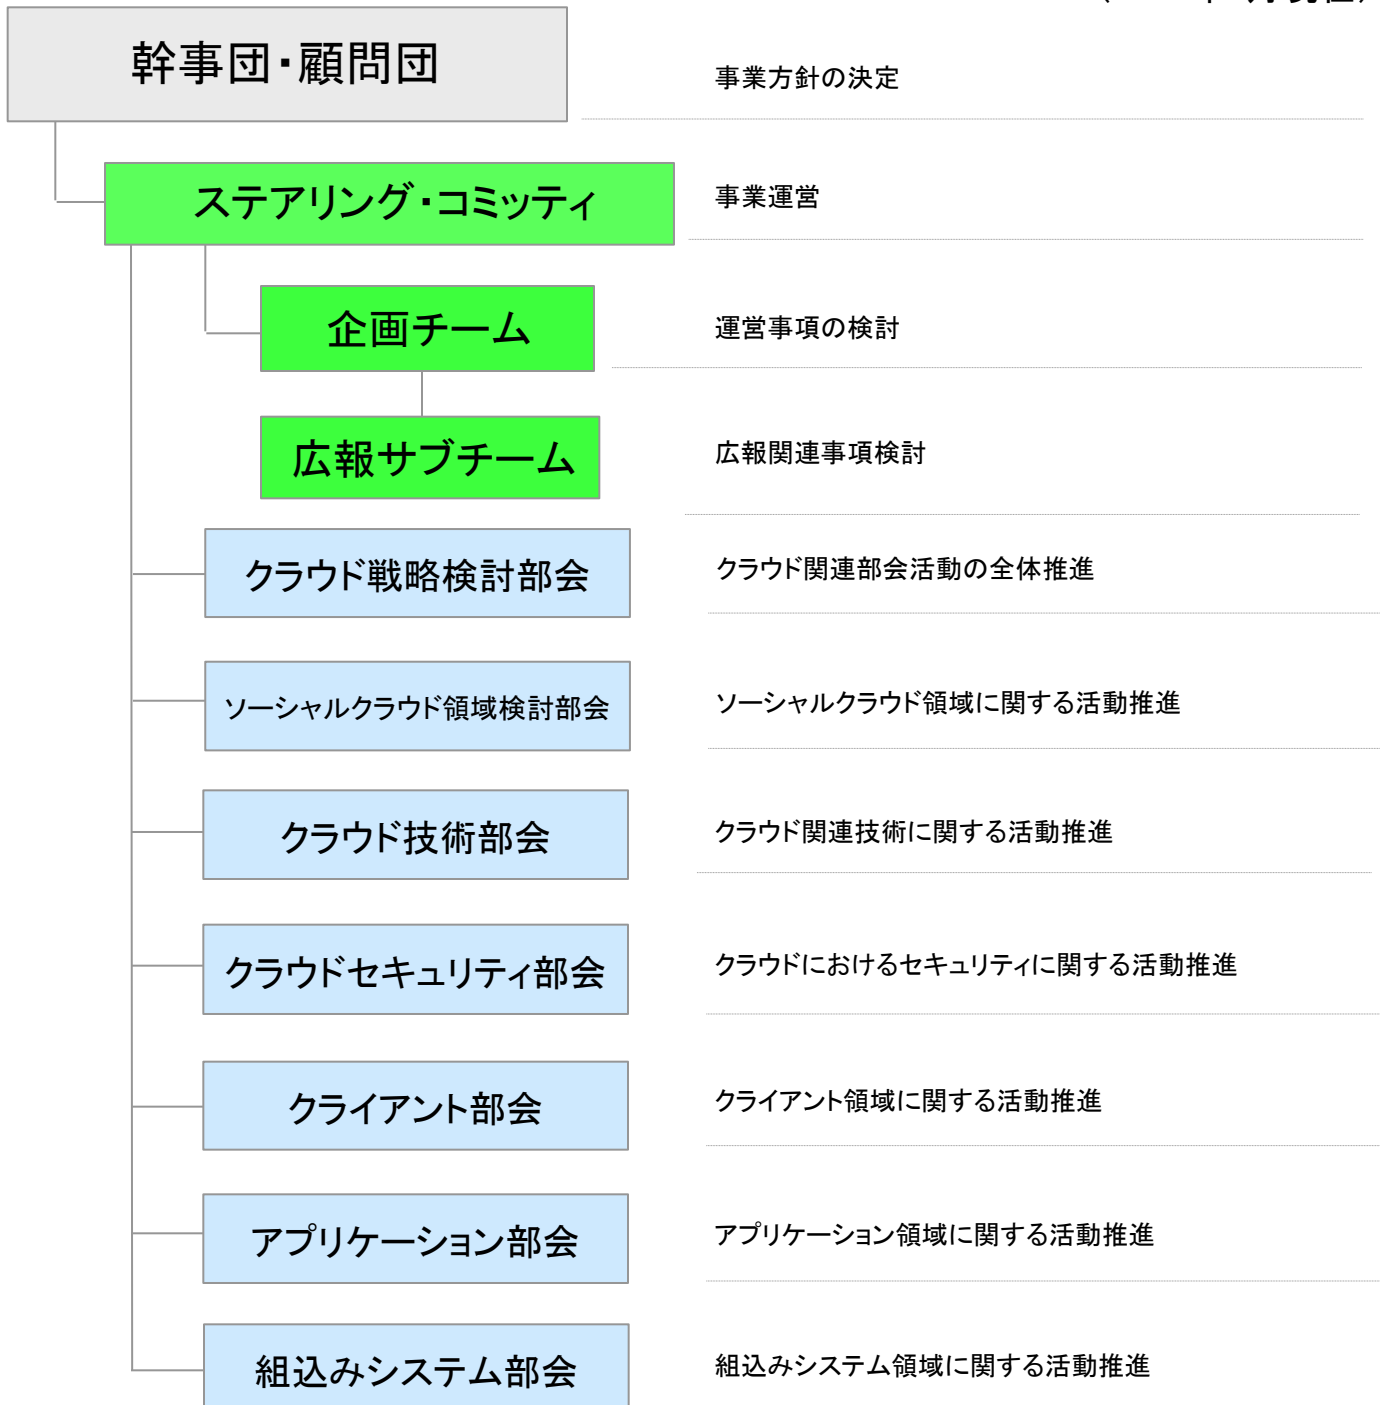 幹事団・顧問団
事業方針の決定
ステアリング・コミッティ
事業運営
企画チーム
運営事項の検討
広報サブチーム
広報関連事項検討
クラウド戦略検討部会
クラウド関連部会活動の全体推進
ソーシャルクラウド領域検討部会
ソーシャルクラウド領域に関する活動推進
クラウド技術部会
クラウド関連技術に関する活動推進
クラウドセキュリティ部会
クラウドにおけるセキュリティに関する活動推進
クライアント部会
クライアント領域に関する活動推進
アプリケーション部会
アプリケーション領域に関する活動推進
組込みシステム部会
組込みシステム領域に関する活動推進